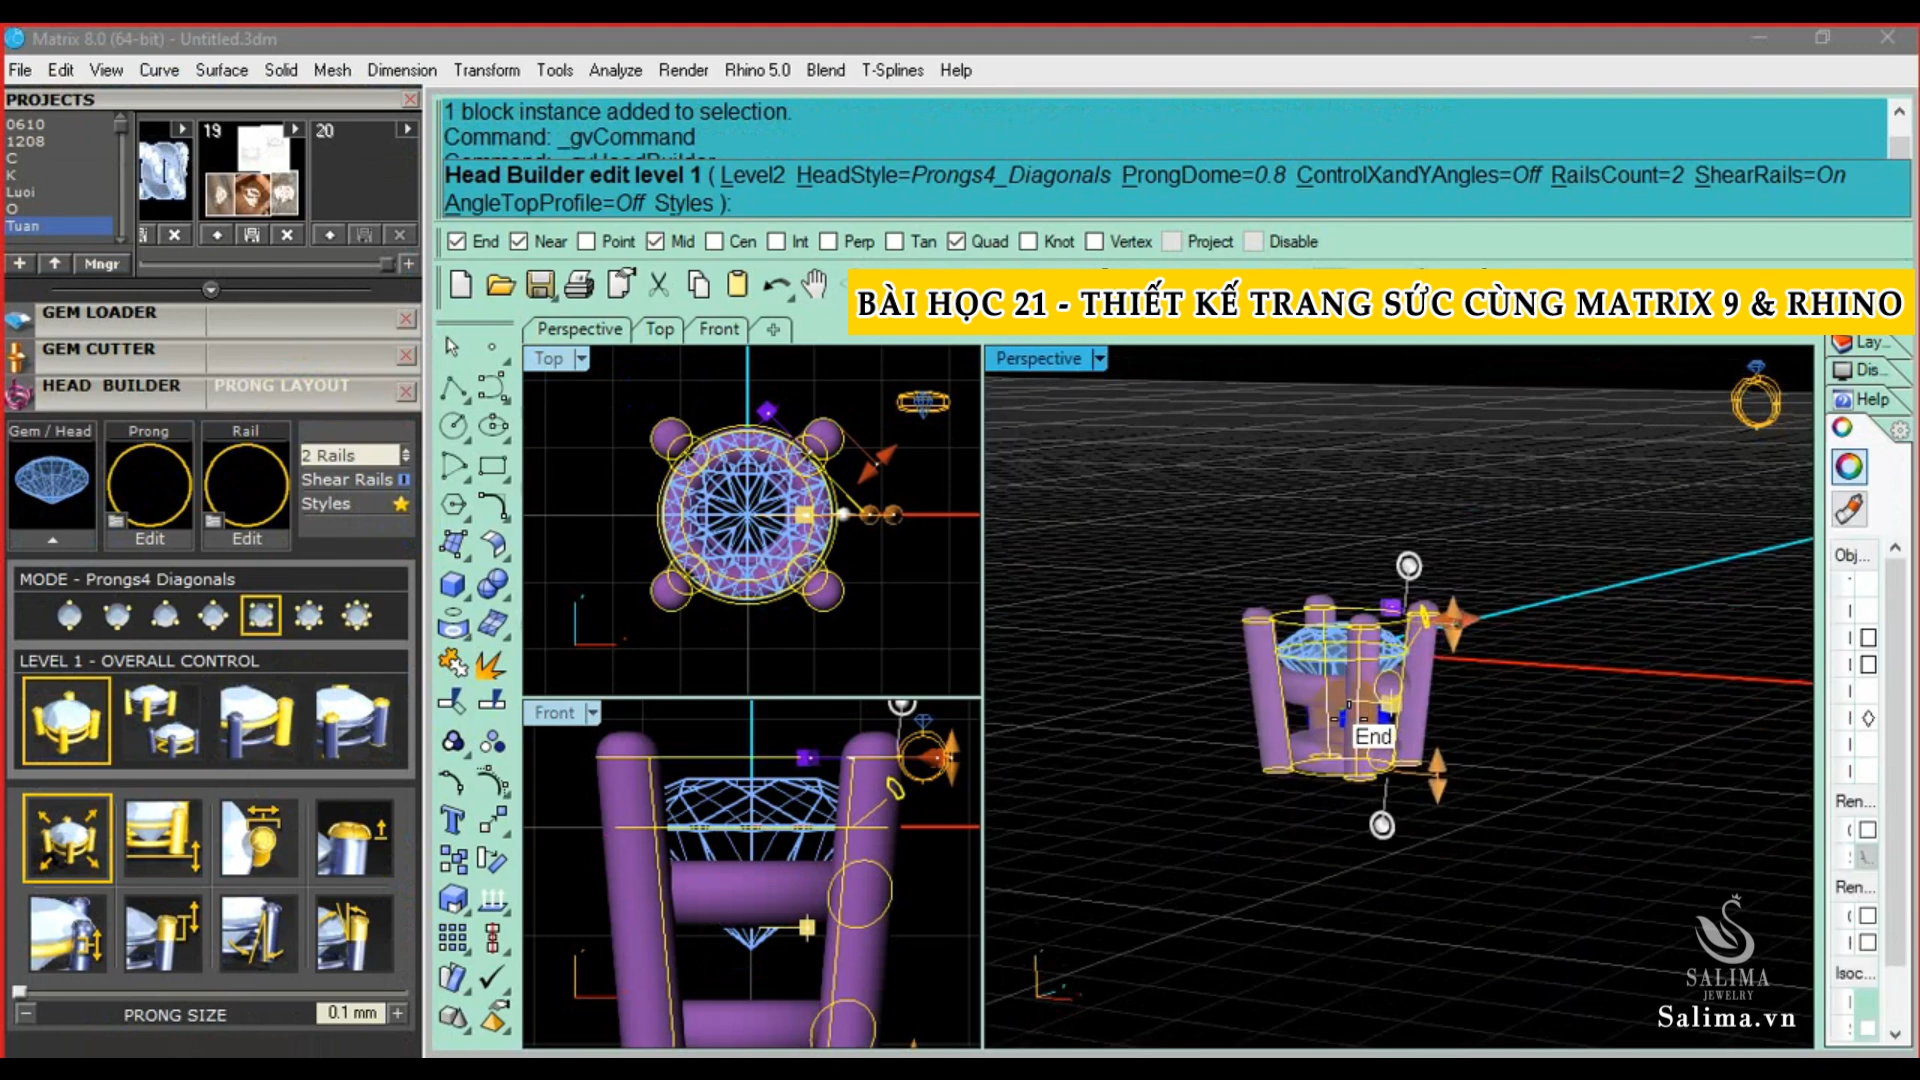 Matrix 8.0 (64-bit) - Untitled.3dm
File Edit View Curve Surface Solid Mesh Dimension Transform Tools Analyze Render Rhino 5.0 Blend T-Splines Help
PROJECTS
0610
1208
C
K
Luoi
O
Tuan
19
20
Mngr
1 block instance added to selection.
Command: _gvCommand
Head Builder edit level 1 ( Level2 HeadStyle=Prongs4_Diagonals ProngDome=0.8 ControlXandYAngles=Off RailsCount=2 ShearRails=On
AngleTopProfile=Off Styles ):
End Near Point Mid Cen Int Perp Tan Quad Knot Vertex Project Disable
BÀI HỌC 21 - THIẾT KẾ TRANG SỨC CÙNG MATRIX 9 & RHINO
GEM LOADER
GEM CUTTER
HEAD BUILDER PRONG LAYOUT
Gem / Head Prong Rail
2 Rails
Shear Rails
Styles
Edit Edit
MODE - Prongs4 Diagonals
LEVEL 1 - OVERALL CONTROL
PRONG SIZE 0.1 mm
Perspective Top Front
Top
Perspective
Front
End
Lay...
Dis...
Help
Obj...
Ren...
Ren...
Isoc...
SALIMA
JEWELRY
Salima.vn